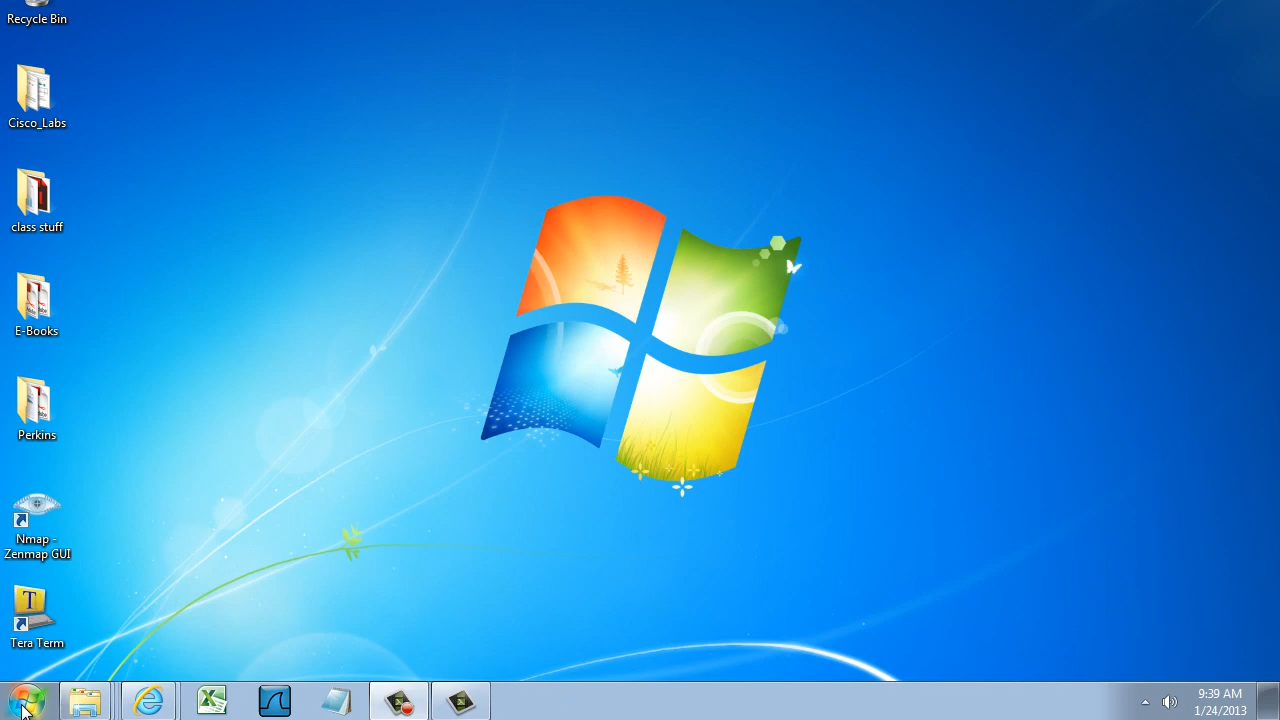 Recycle Bin
Cisco_Labs
class stuff
E-Books
Perkins
Nmap -
Zenmap GUI
T
Tera Term
9:39 AM
1/24/2013